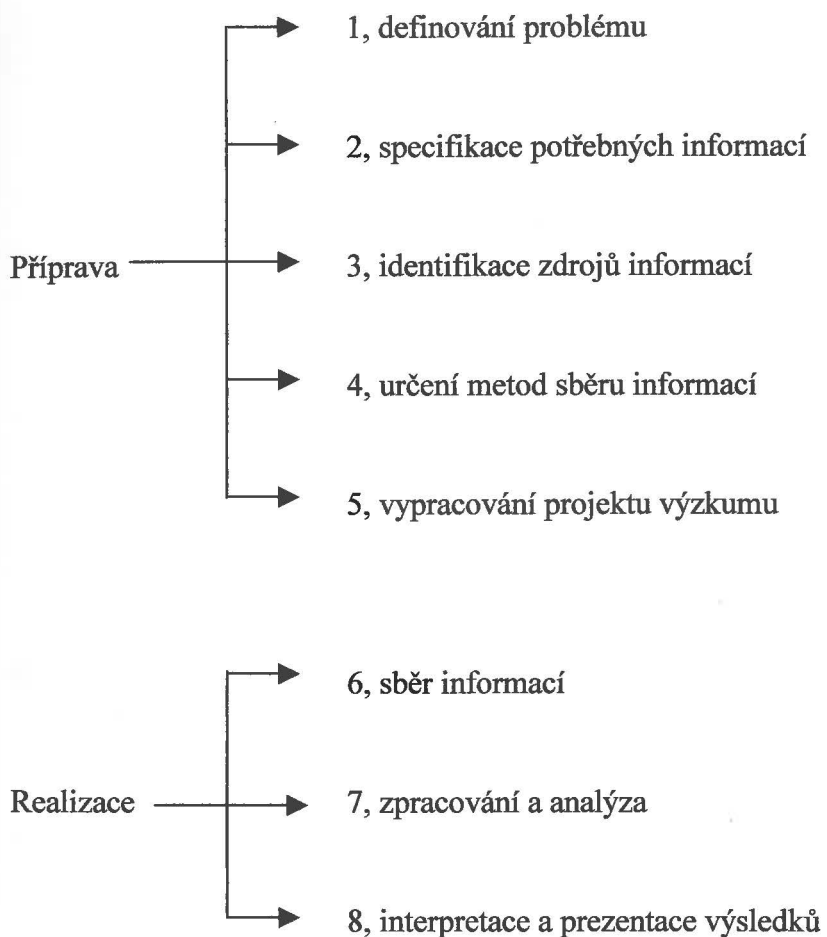 1, definování problému
2, specifikace potřebných informací
Příprava
3, identifikace zdrojů informací
4, určení metod sběru informací
5, vypracování projektu výzkumu
6, sběr informací
Realizace
7, zpracování a analýza
8, interpretace a prezentace výsledků